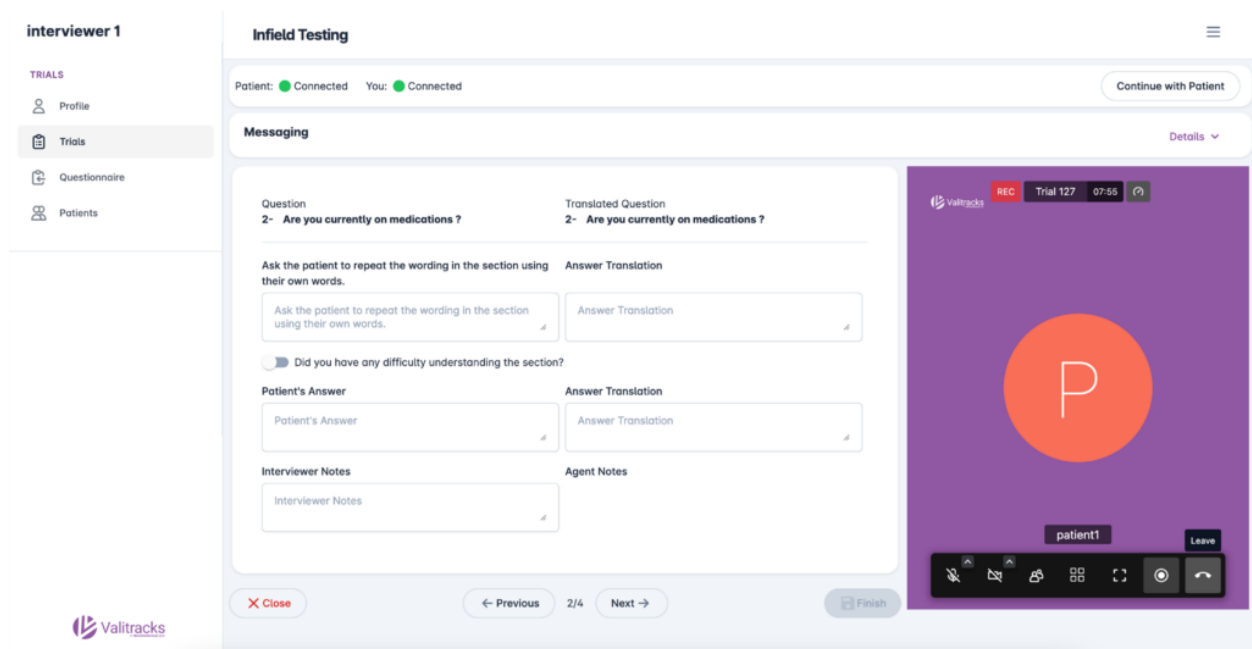 interviewer 1
TRIALS
Profile
Trials
Questionnaire
Patients
Valitracks
Infield Testing
Patient: Connected You: Connected
Continue with Patient
Messaging
Details
Question
2- Are you currently on medications ?
Translated Question
2- Are you currently on medications ?
Ask the patient to repeat the wording in the section using
their own words.
Answer Translation
Ask the patient to repeat the wording in the section
using their own words.
Answer Translation
Did you have any difficulty understanding the section?
Patient's Answer
Answer Translation
Patient's Answer
Answer Translation
Interviewer Notes
Agent Notes
Interviewer Notes
Close
Previous
2/4
Next
Finish
Valitracks
REC
Trial 127
07:55
P
patient1
Leave